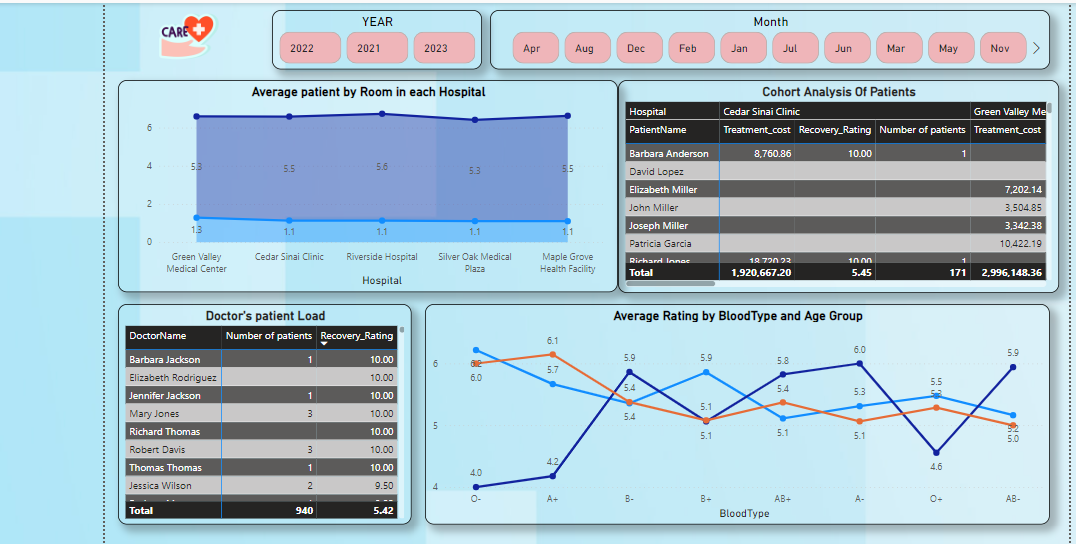 CARE
YEAR
2022 2021 2023
Month
Apr Aug Dec Feb Jan Jul Jun Mar May Nov
Average patient by Room in each Hospital
6
4
2
0
5.3 5.5 5.6 5.3 5.5
1.3 1.1 1.1 1.1 1.1
Green Valley Medical Center
Cedar Sinai Clinic
Riverside Hospital
Silver Oak Medical Plaza
Maple Grove Health Facility
Hospital
Cohort Analysis Of Patients
Hospital Cedar Sinai Clinic Green Valley Me
PatientName Treatment_cost Recovery_Rating Number of patients Treatment_cost
Barbara Anderson 8,760.86 10.00 1
David Lopez
Elizabeth Miller 7,202.14
John Miller 3,504.85
Joseph Miller 3,342.38
Patricia Garcia 10,422.19
Richard Jones 18,720.23 10.00 1
Total 1,920,667.20 5.45 171 2,996,148.36
Doctor's patient Load
DoctorName Number of patients Recovery_Rating
Barbara Jackson 1 10.00
Elizabeth Rodriguez 10.00
Jennifer Jackson 1 10.00
Mary Jones 3 10.00
Richard Thomas 10.00
Robert Davis 3 10.00
Thomas Thomas 1 10.00
Jessica Wilson 2 9.50
Total 940 5.42
Average Rating by BloodType and Age Group
6
5
4
6.0 4.0
6.1 5.7 4.2
5.9 5.4 5.4
5.9 5.1 5.1
5.8 5.4 5.1
6.0 5.3 5.1
5.5 5.3 4.6
5.9 5.2 5.0
O- A+ B- B+ AB+ A- O+ AB-
BloodType